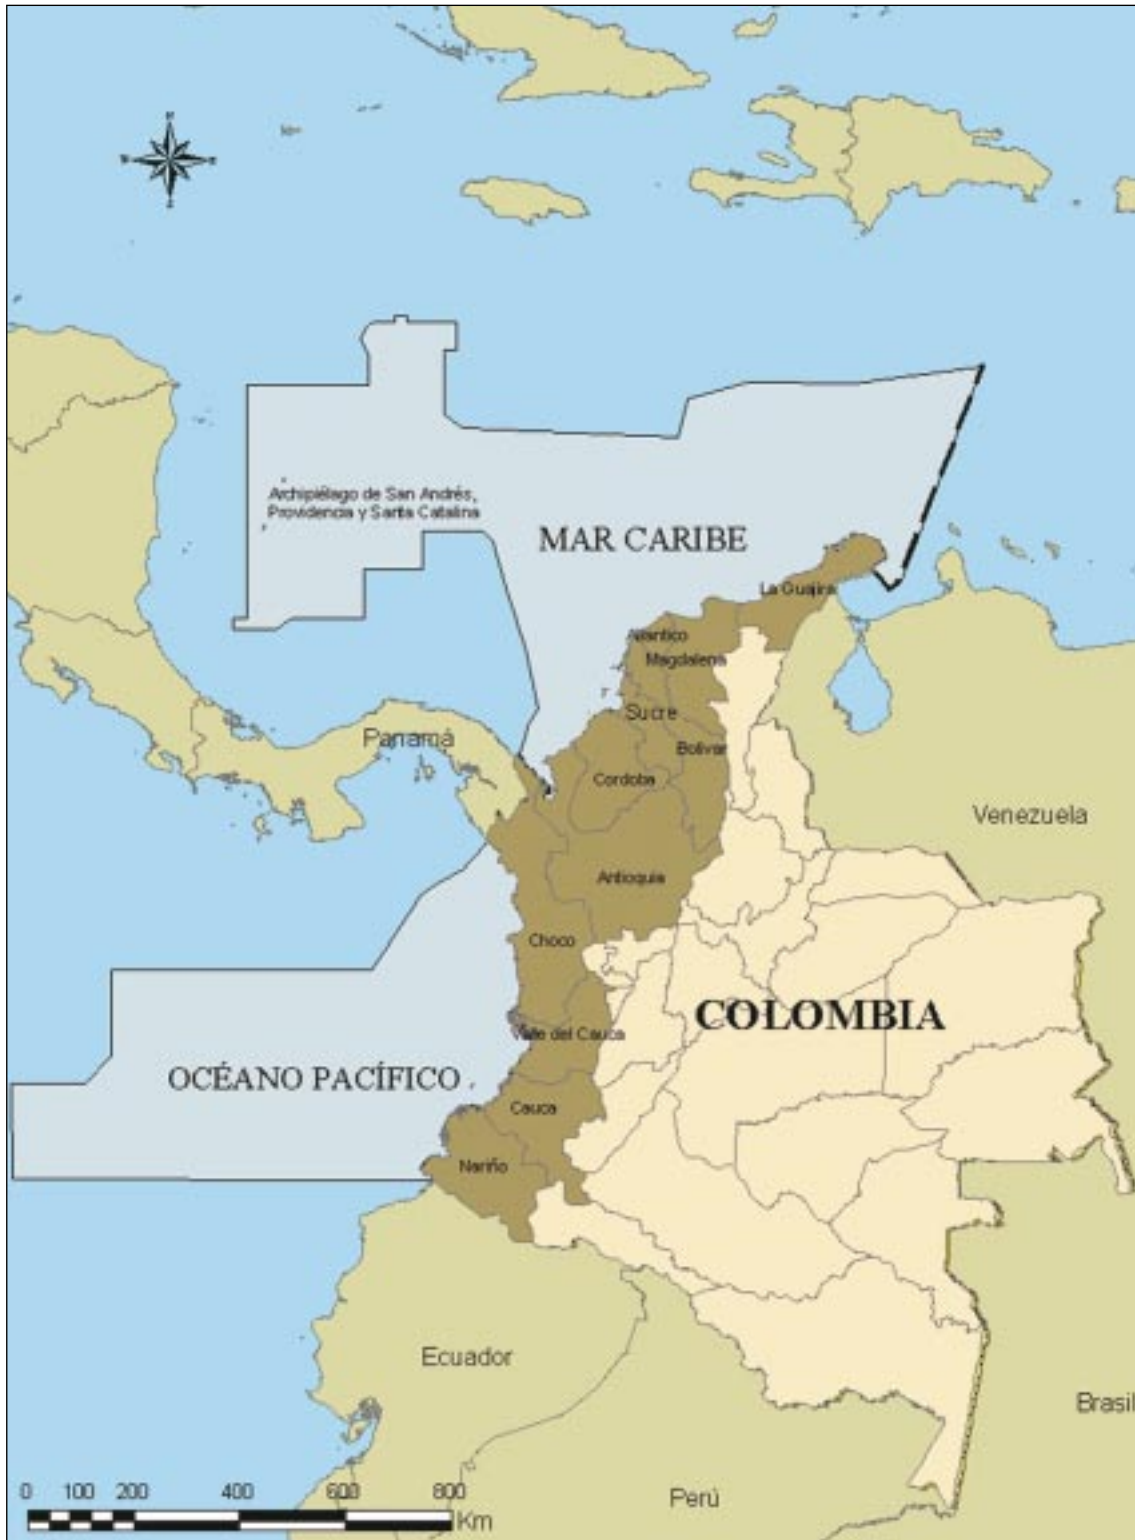 Archipiélago de San Andrés,
Providencia y Santa Catalina
MAR CARIBE
La Guajira
Atlantico
Magdalena
Sucre
Panamá
Bolivar
Cordoba
Venezuela
Antioquia
Choco
COLOMBIA
Valle del Cauca
OCÉANO PACÍFICO
Cauca
Nariño
Ecuador
Brasil
Perú
0 100 200 400 600 800
Km